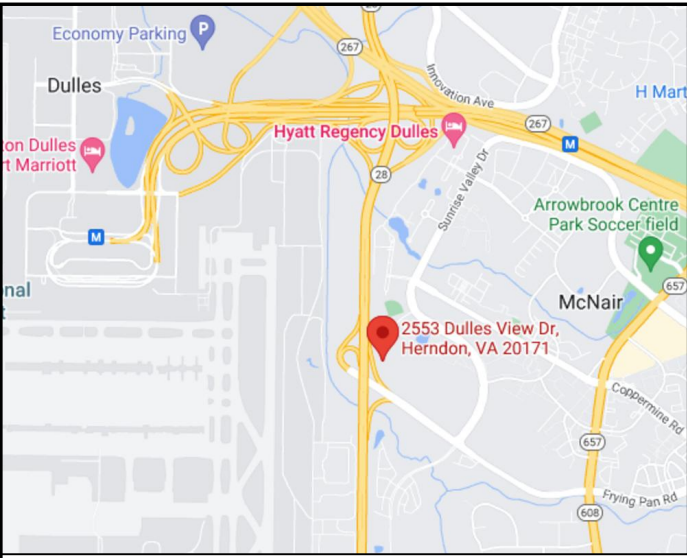 Economy Parking
P
267
Dulles
Innovation Ave
H Mart
ton Dulles
rt Marriott
Hyatt Regency Dulles
267
M
28
Sunrise Valley Dr
Arrowbrook Centre
Park Soccer field
M
657
onal
t
McNair
2553 Dulles View Dr,
Herndon, VA 20171
Coppermine Rd
657
Frying Pan Rd
608